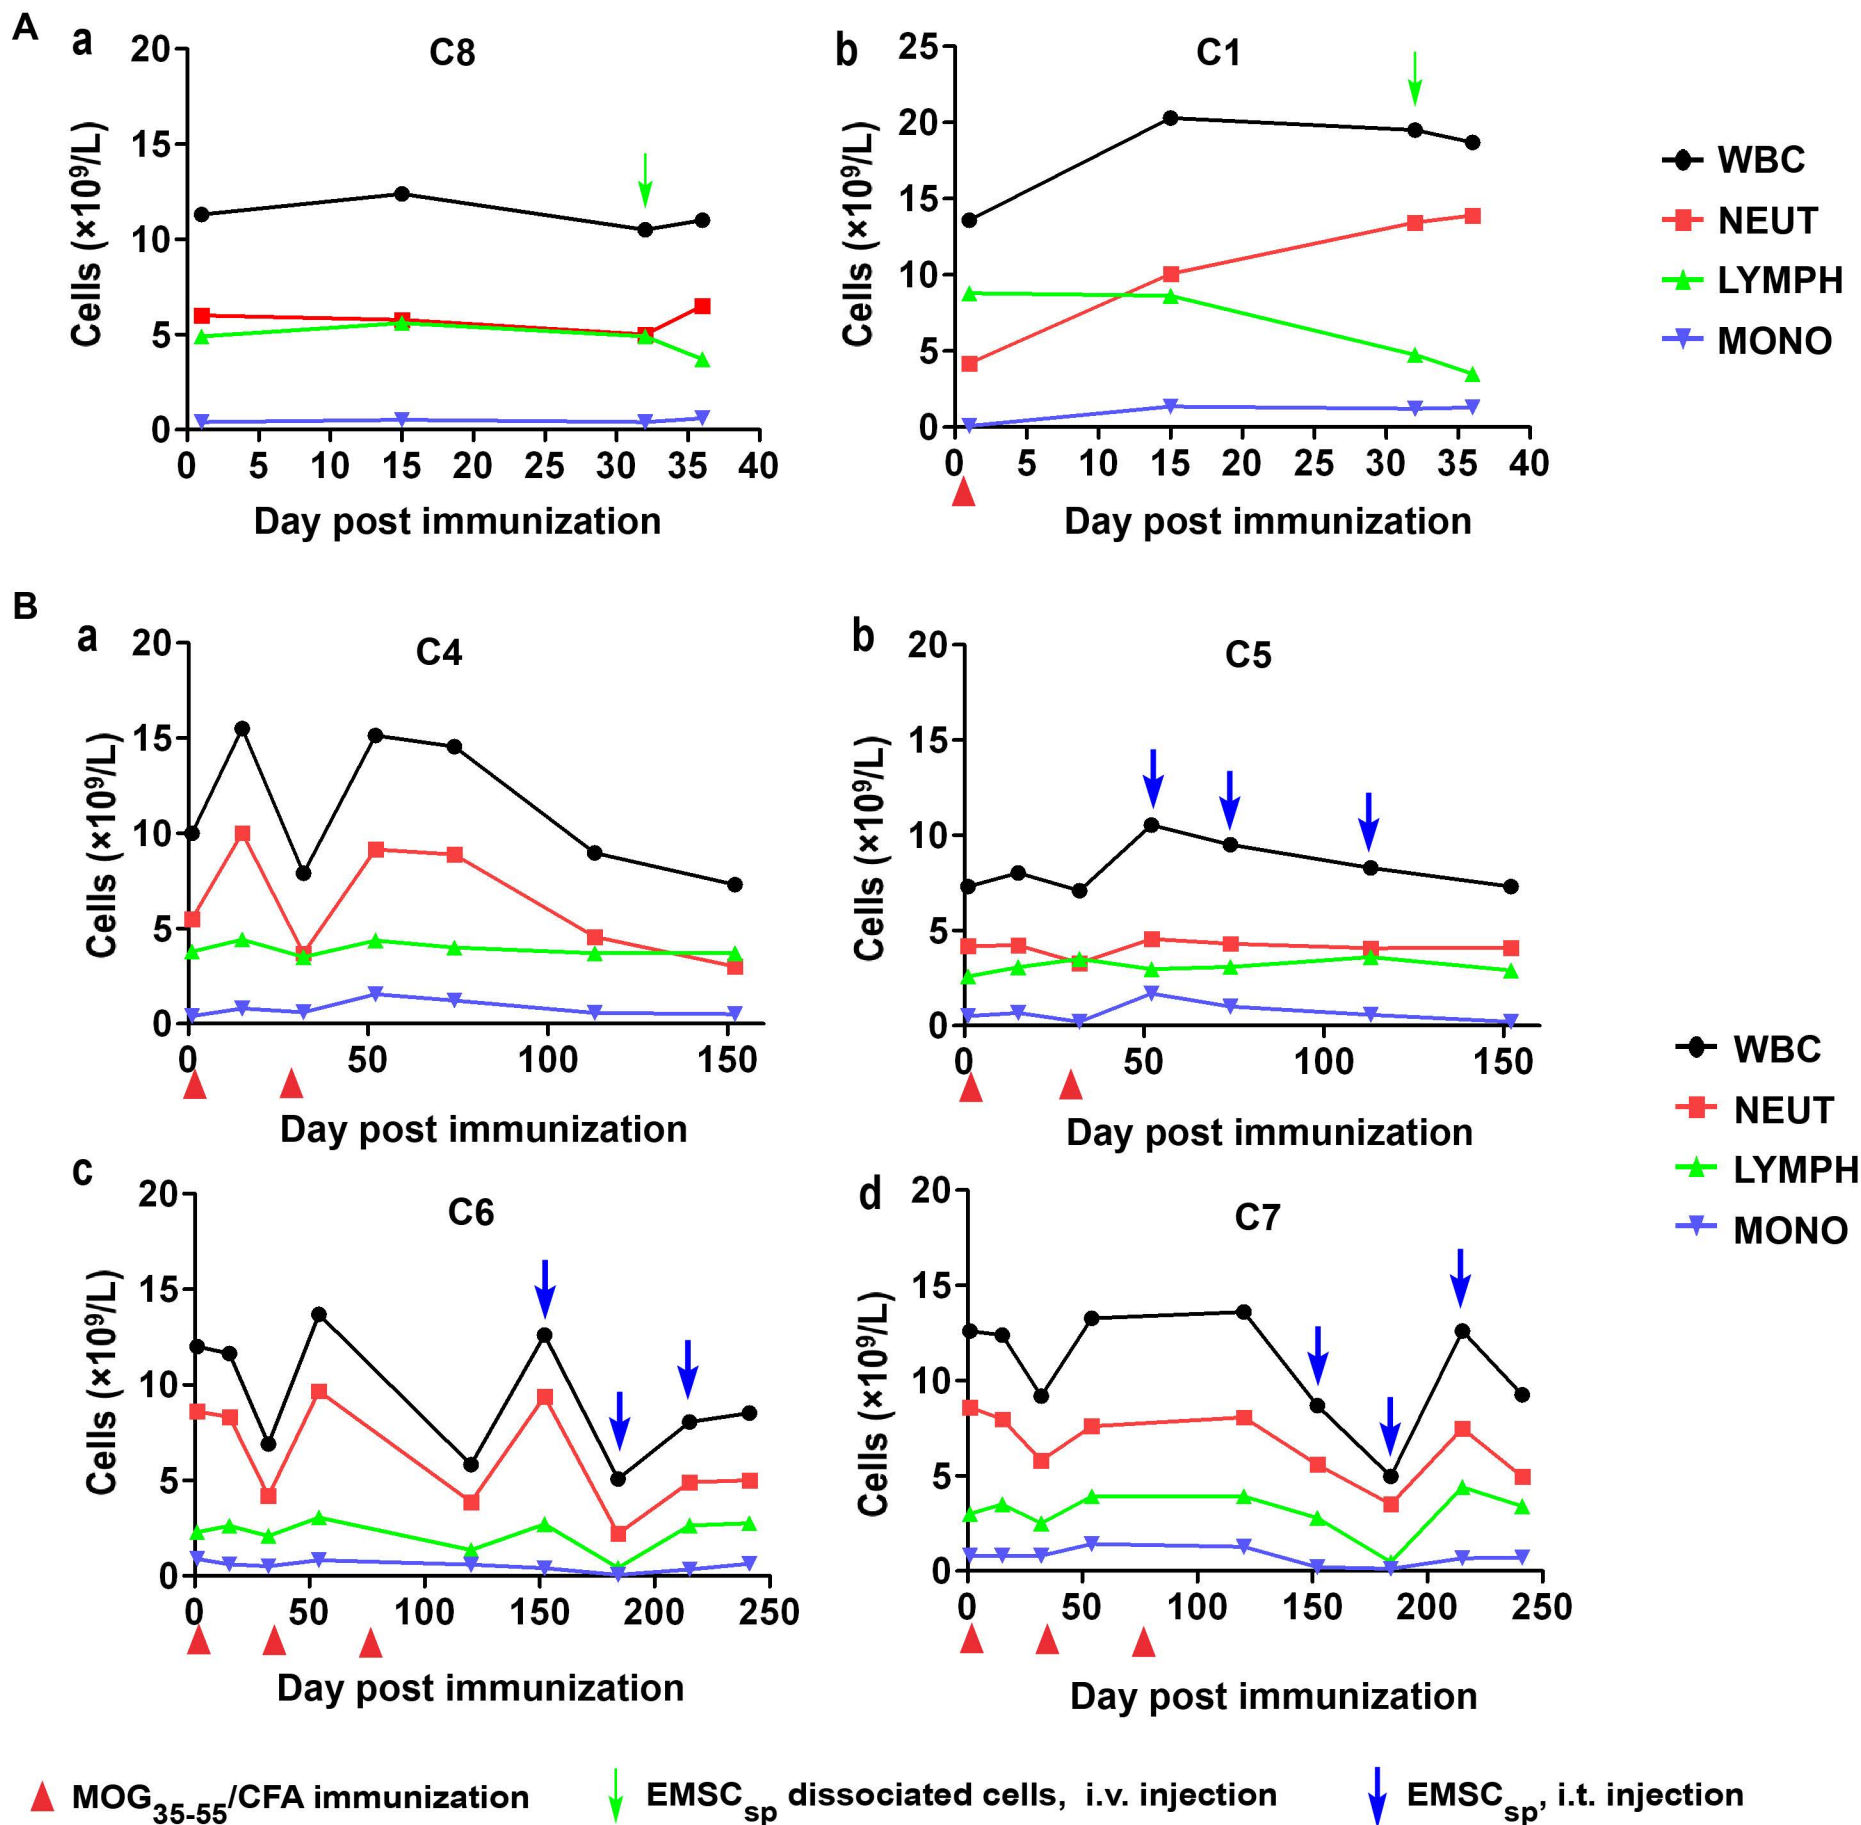 A
a
C8
20
15
10
5
0
Cells (×10⁹/L)
0 5 10 15 20 25 30 35 40
Day post immunization
b
C1
25
20
15
10
5
0
Cells (×10⁹/L)
0 5 10 15 20 25 30 35 40
Day post immunization
WBC
NEUT
LYMPH
MONO
B
a
C4
20
15
10
5
0
Cells (×10⁹/L)
0 50 100 150
Day post immunization
b
C5
20
15
10
5
0
Cells (×10⁹/L)
0 50 100 150
Day post immunization
WBC
NEUT
LYMPH
MONO
c
C6
20
15
10
5
0
Cells (×10⁹/L)
0 50 100 150 200 250
Day post immunization
d
C7
20
15
10
5
0
Cells (×10⁹/L)
0 50 100 150 200 250
Day post immunization
MOG₃₅₋₅₅/CFA immunization
EMSCsp dissociated cells, i.v. injection
EMSCsp, i.t. injection